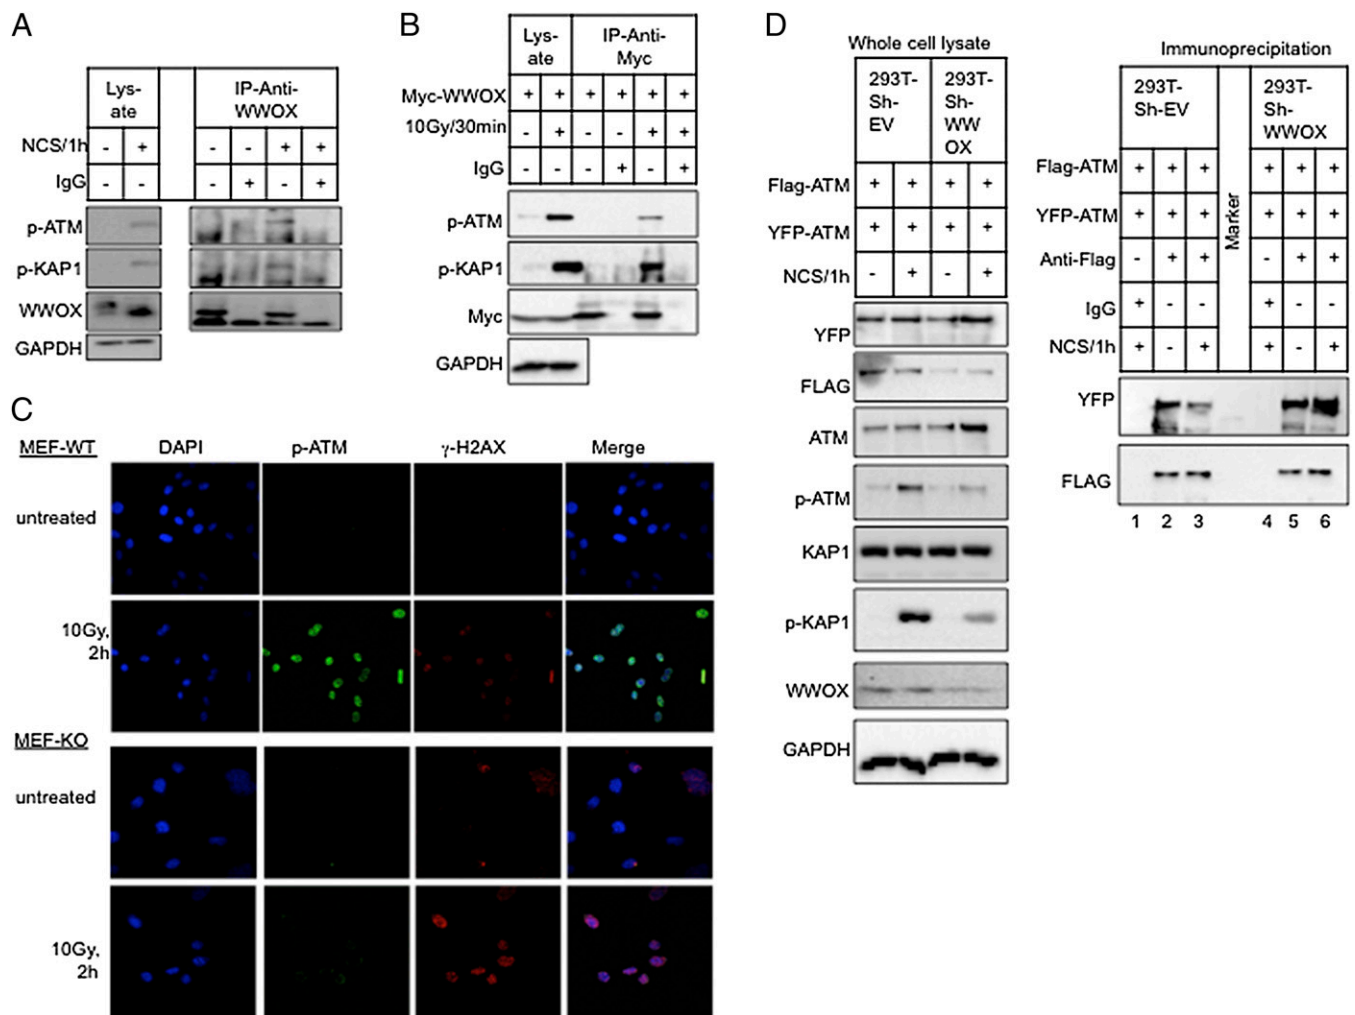 A
Lys-
ate
IP-Anti-
WWOX
NCS/1h - + - - + +
IgG - - - + - +
p-ATM
p-KAP1
WWOX
GAPDH
B
Lys-
ate
IP-Anti-
Myc
Myc-WWOX + + + + + +
10Gy/30min - + - - + +
IgG - - - + - +
p-ATM
p-KAP1
Myc
GAPDH
C
MEF-WT DAPI p-ATM γ-H2AX Merge
untreated
10Gy,
2h
MEF-KO
untreated
10Gy,
2h
D
Whole cell lysate
293T-
Sh-
EV
293T-
Sh-
WW
OX
Flag-ATM + + + +
YFP-ATM + + + +
NCS/1h - + - +
YFP
FLAG
ATM
p-ATM
KAP1
p-KAP1
WWOX
GAPDH
Immunoprecipitation
293T-
Sh-EV
Marker
293T-
Sh-
WWOX
Flag-ATM + + + + + +
YFP-ATM + + + + + +
Anti-Flag - + + - + +
IgG + - - + - -
NCS/1h + - + + - +
YFP
FLAG
1 2 3 4 5 6